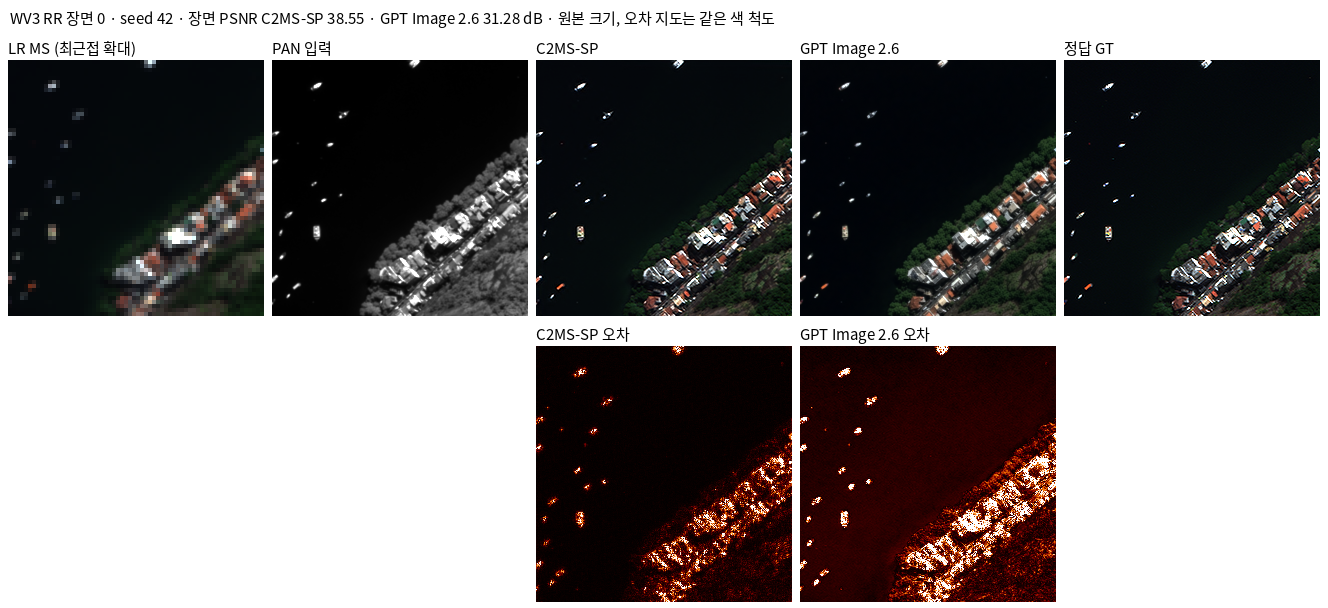 WV3 RR 장면 0 · seed 42 · 장면 PSNR C2MS-SP 38.55 · GPT Image 2.6 31.28 dB · 원본 크기, 오차 지도는 같은 색 척도
LR MS (최근접 확대)
PAN 입력
C2MS-SP
GPT Image 2.6
정답 GT
C2MS-SP 오차
GPT Image 2.6 오차